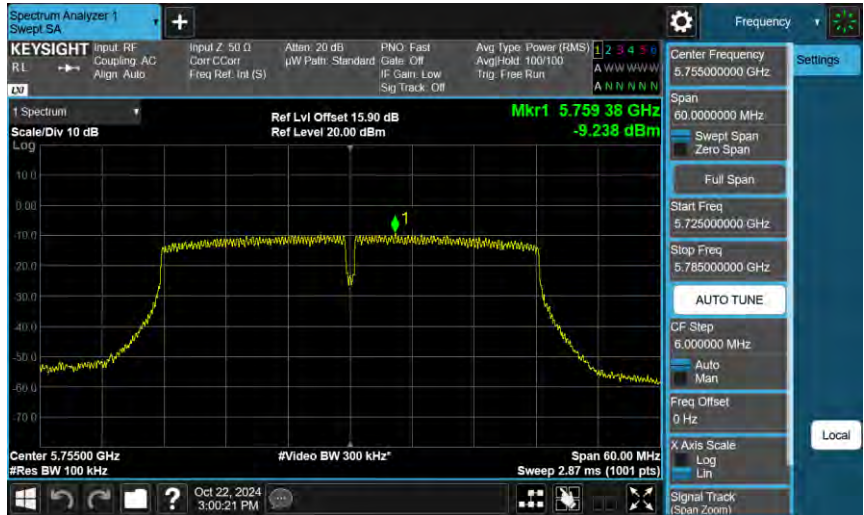 Spectrum Analyzer 1
Swept SA
+
Frequency
KEYSIGHT
RL
LXI
Input: RF
Coupling: AC
Align: Auto
Input Z: 50 Ω
Corr CCorr
Freq Ref: Int (S)
Atten: 20 dB
µW Path: Standard
PNO: Fast
Gate: Off
IF Gain: Low
Sig Track: Off
Avg Type: Power (RMS)
Avg|Hold: 100/100
Trig: Free Run
1 2 3 4 5 6
A W W W W W
A N N N N N
1 Spectrum
Scale/Div 10 dB
Ref Lvl Offset 15.90 dB
Ref Level 20.00 dBm
Mkr1 5.759 38 GHz
-9.238 dBm
Log
10.0
0.00
-10.0
-20.0
-30.0
-40.0
-50.0
-60.0
-70.0
1
Center 5.75500 GHz
#Res BW 100 kHz
#Video BW 300 kHz*
Span 60.00 MHz
Sweep 2.87 ms (1001 pts)
?
Oct 22, 2024
3:00:21 PM
Center Frequency
5.755000000 GHz
Span
60.0000000 MHz
Swept Span
Zero Span
Full Span
Start Freq
5.725000000 GHz
Stop Freq
5.785000000 GHz
AUTO TUNE
CF Step
6.000000 MHz
Auto
Man
Freq Offset
0 Hz
X Axis Scale
Log
Lin
Signal Track
(Span Zoom)
Settings
Local